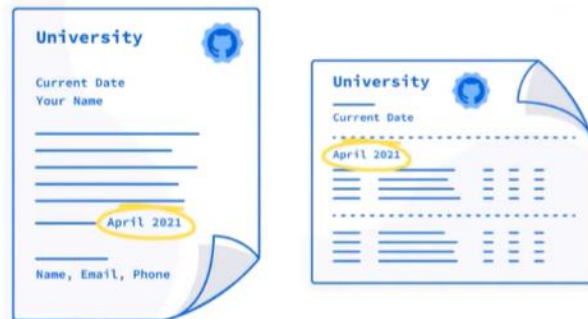 University
Current Date
Your Name
April 2021
Name, Email, Phone
University
Current Date
April 2021